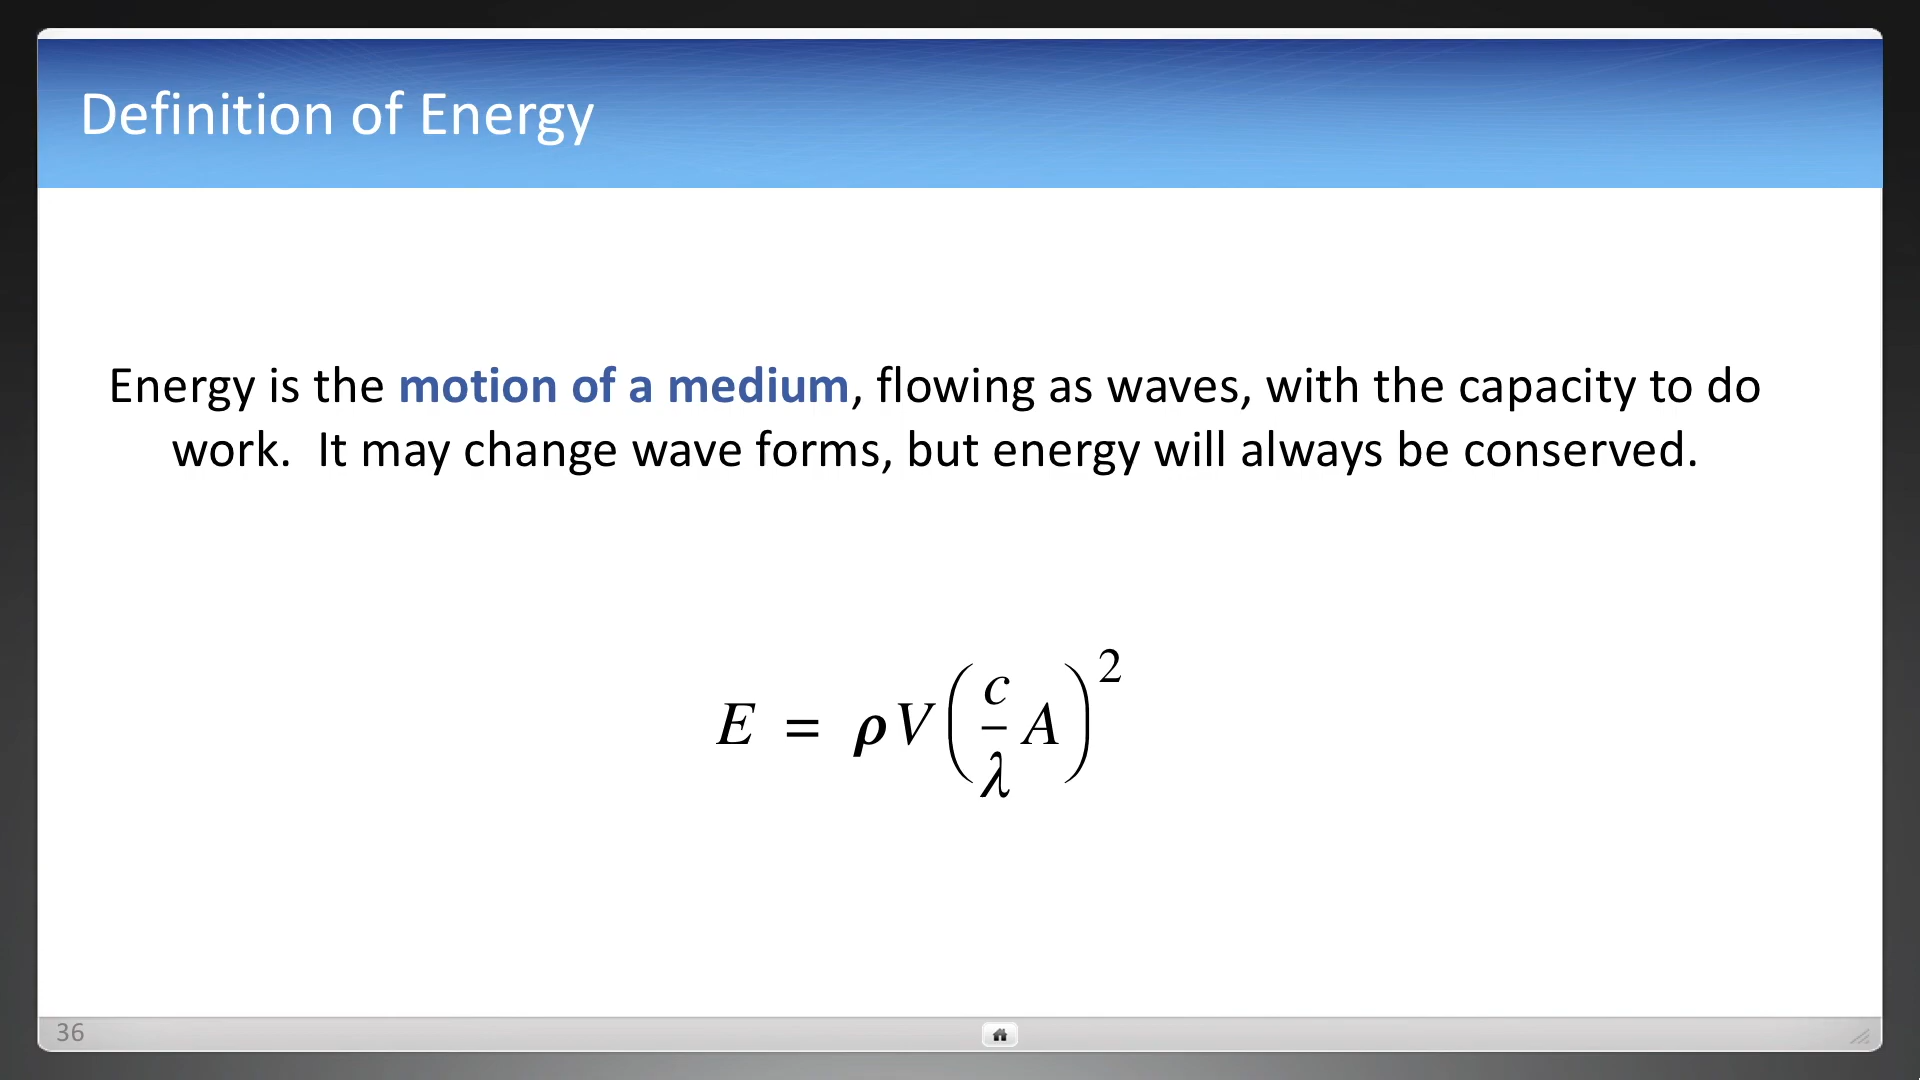 Definition of Energy
Energy is the motion of a medium, flowing as waves, with the capacity to do
work.  It may change wave forms, but energy will always be conserved.
E = ρV(c/λ A)²
36